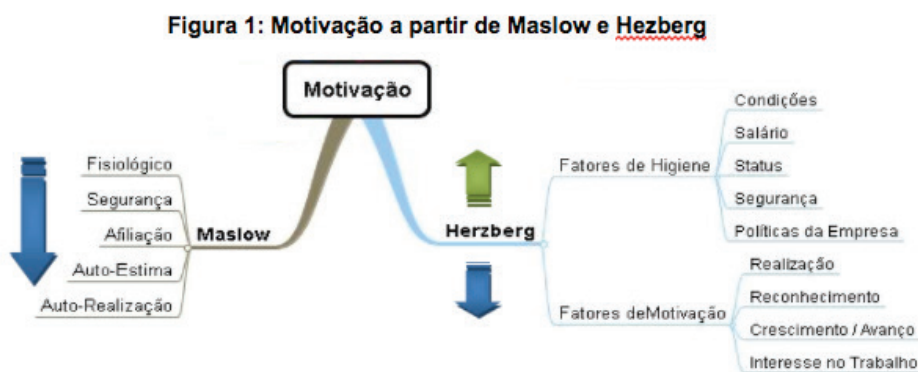 Figura 1: Motivação a partir de Maslow e Hezberg
Motivação
Fisiológico
Segurança
Afiliação
Auto-Estima
Auto-Realização
Maslow
Herzberg
Fatores de Higiene
Condições
Salário
Status
Segurança
Políticas da Empresa
Fatores deMotivação
Realização
Reconhecimento
Crescimento / Avanço
Interesse no Trabalho